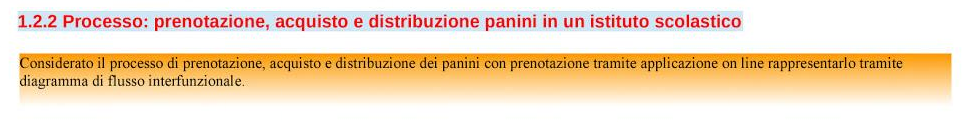 1.2.2 Processo: prenotazione, acquisto e distribuzione panini in un istituto scolastico
Considerato il processo di prenotazione, acquisto e distribuzione dei panini con prenotazione tramite applicazione on line rappresentarlo tramite
diagramma di flusso interfunzionale.